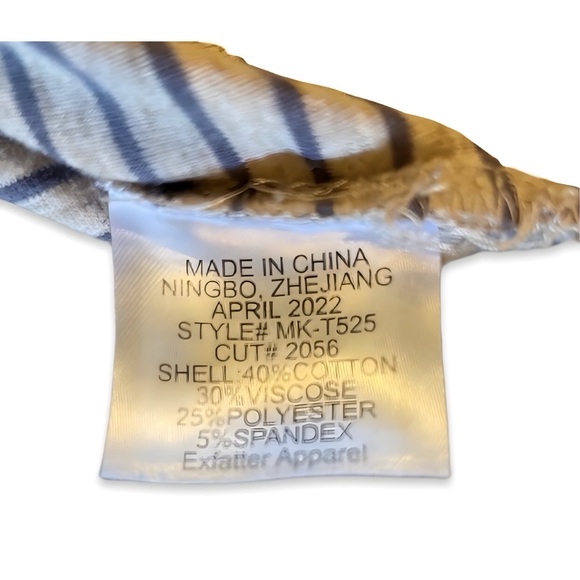 MADE IN CHINA
NINGBO, ZHEJIANG
APRIL 2022
STYLE# MK-T525
CUT# 2056
SHELL:40%COTTON
30%VISCOSE
25%POLYESTER
5%SPANDEX
Exlatter Apparel